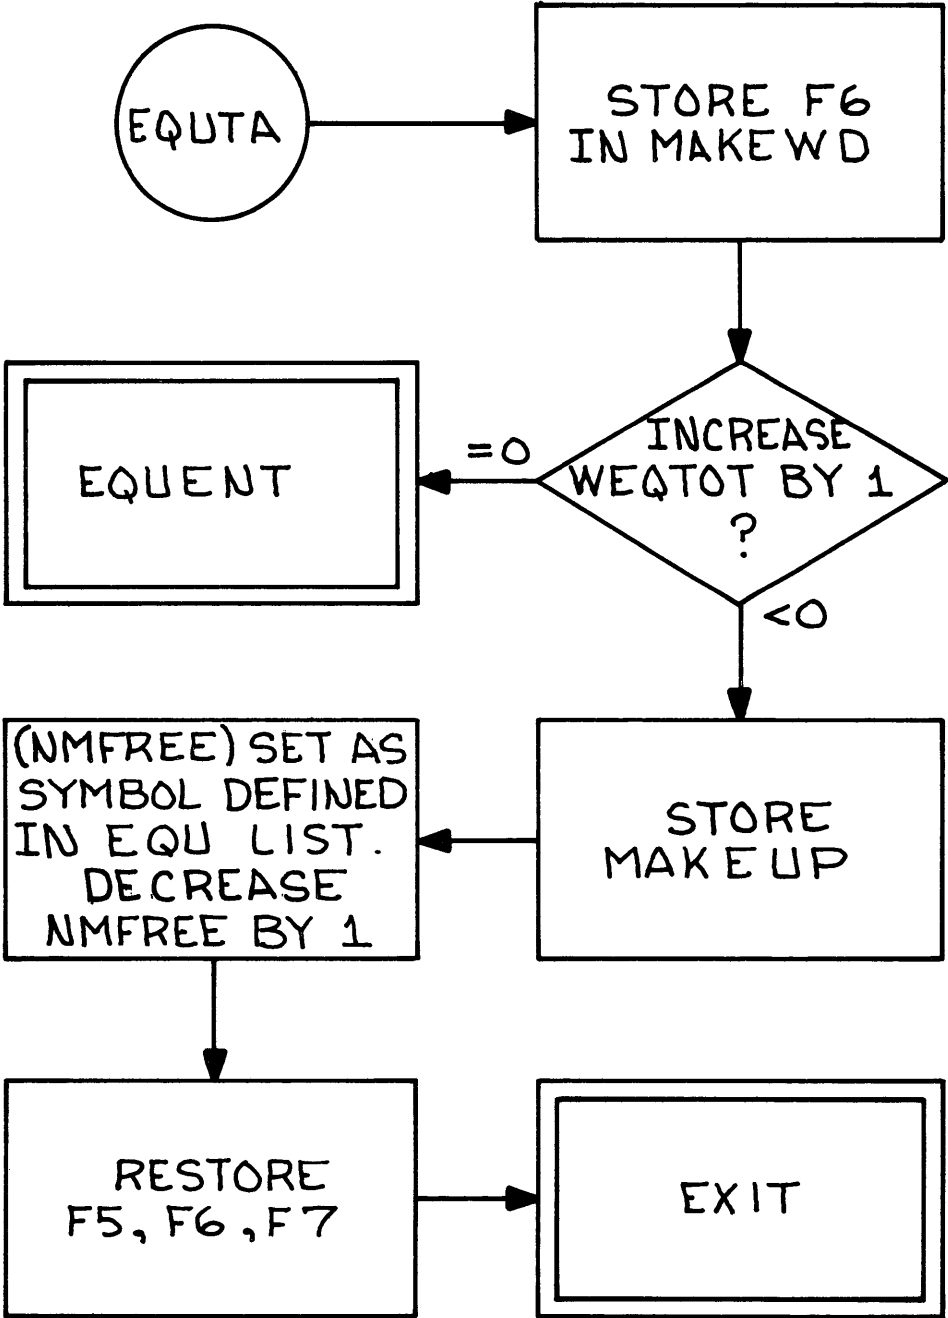 EQUTA
STORE F6
IN MAKEWD
INCREASE
WEQTOT BY 1
?
=0
EQUENT
<0
STORE
MAKEUP
(NMFREE) SET AS
SYMBOL DEFINED
IN EQU LIST.
DECREASE
NMFREE BY 1
RESTORE
F5, F6, F7
EXIT